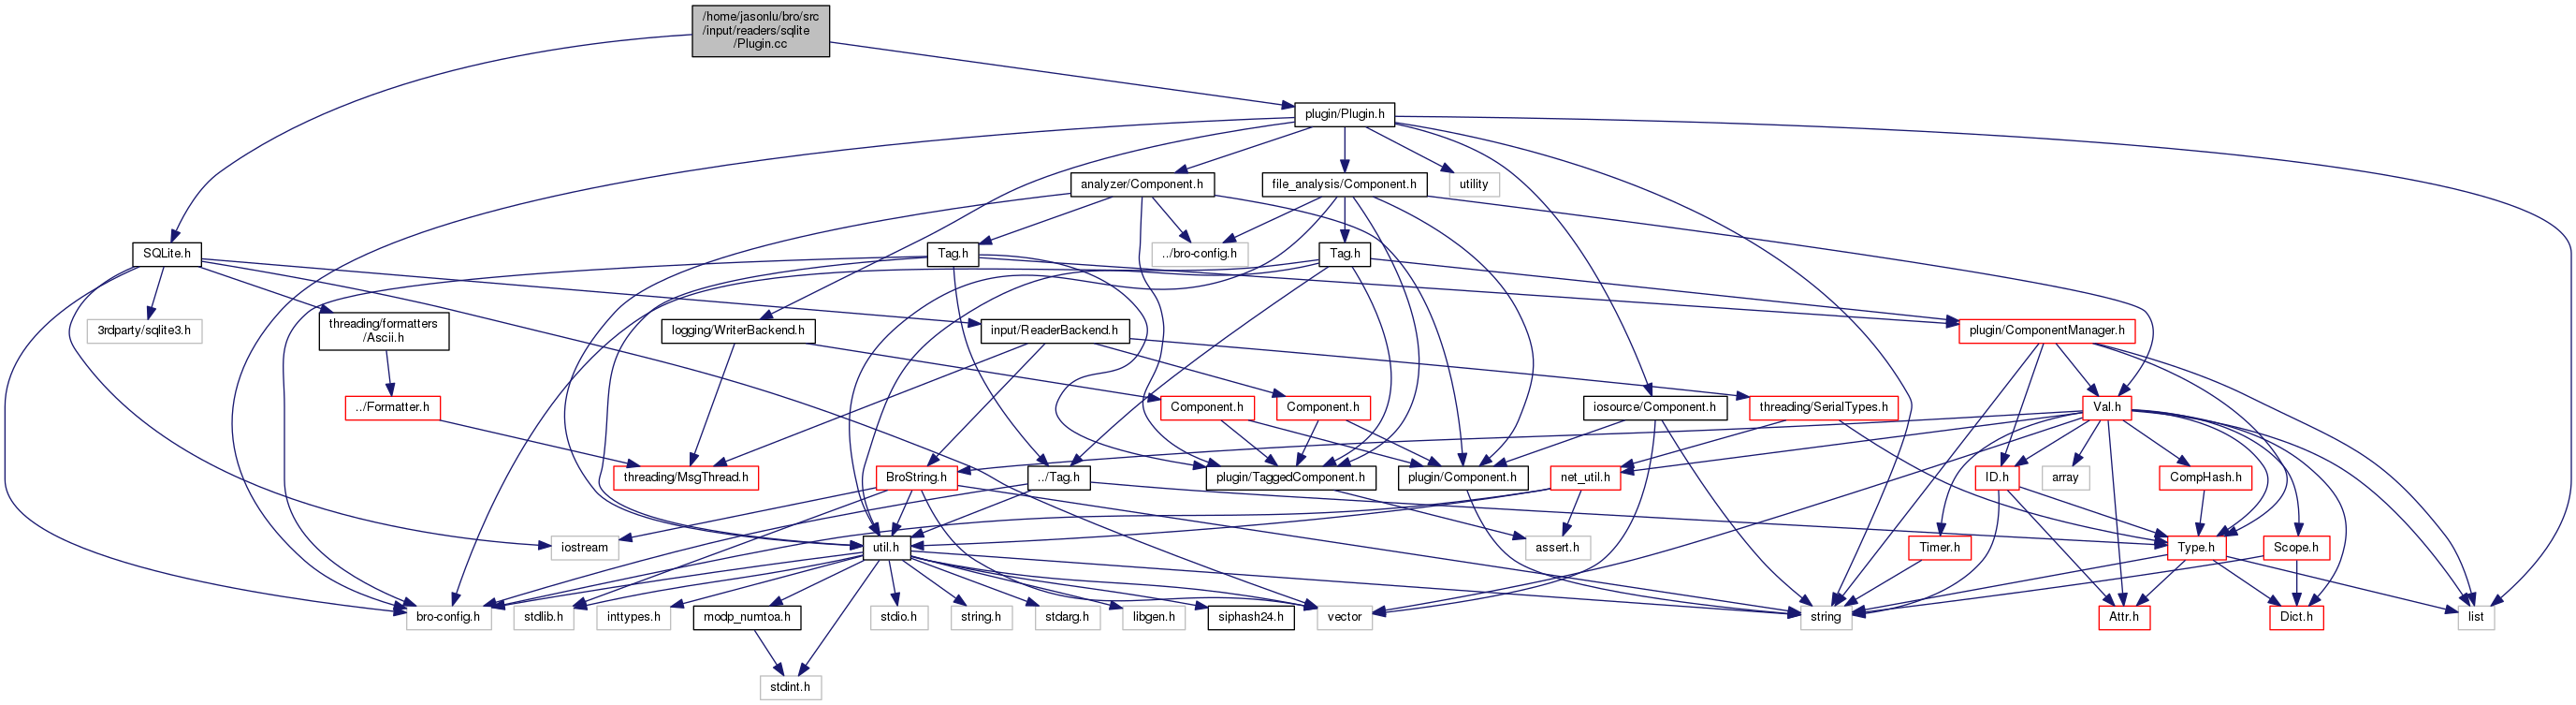 /home/jasonlu/bro/src
/input/readers/sqlite
/Plugin.cc
plugin/Plugin.h
analyzer/Component.h
file_analysis/Component.h
utility
SQLite.h
Tag.h
../bro-config.h
Tag.h
3rdparty/sqlite3.h
threading/formatters
/Ascii.h
logging/WriterBackend.h
input/ReaderBackend.h
plugin/ComponentManager.h
../Formatter.h
Component.h
Component.h
iosource/Component.h
threading/SerialTypes.h
Val.h
threading/MsgThread.h
BroString.h
../Tag.h
plugin/TaggedComponent.h
plugin/Component.h
net_util.h
ID.h
array
CompHash.h
iostream
util.h
assert.h
Timer.h
Type.h
Scope.h
bro-config.h
stdlib.h
inttypes.h
modp_numtoa.h
stdio.h
string.h
stdarg.h
libgen.h
siphash24.h
vector
string
Attr.h
Dict.h
list
stdint.h